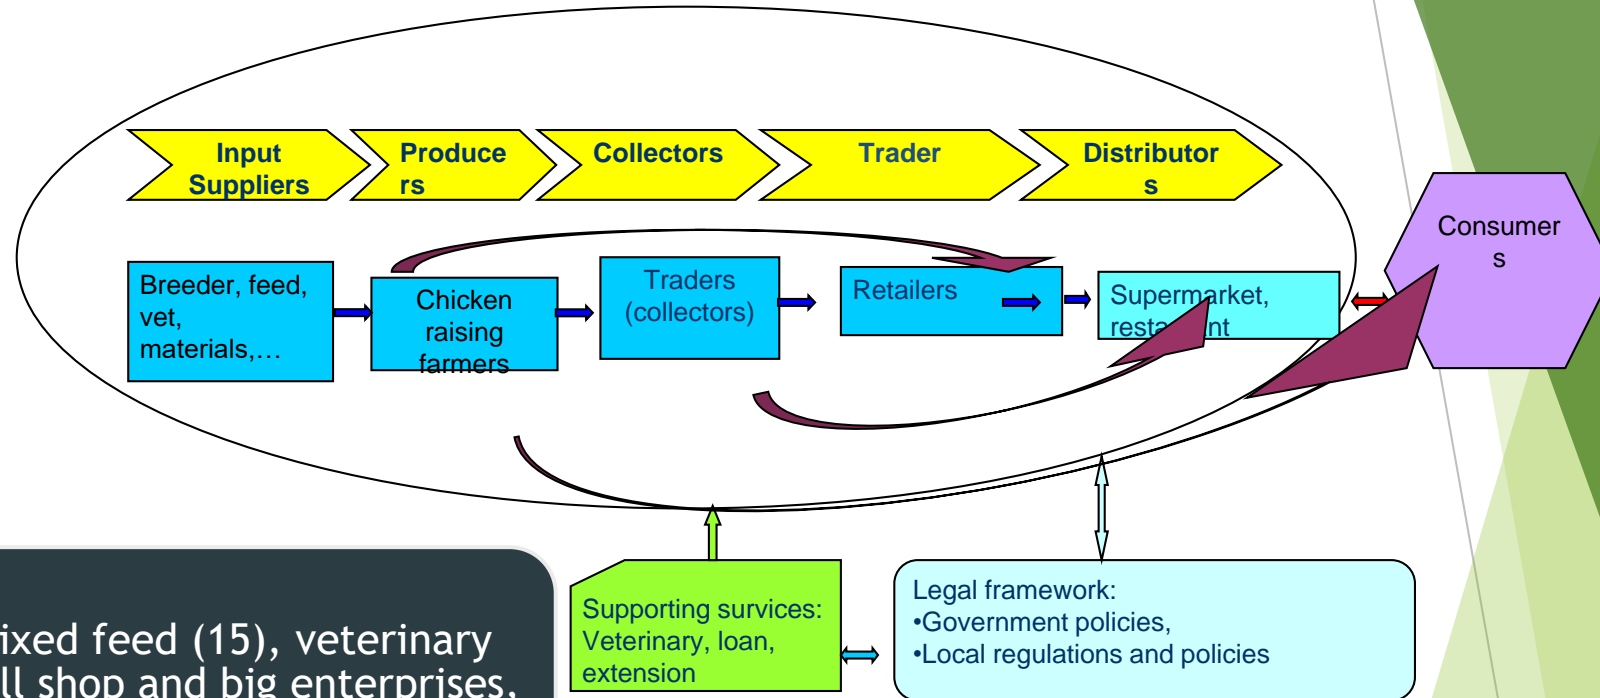 Input
Suppliers
Produce
rs
Collectors
Trader
Distributor
s
Consumer
s
Breeder, feed,
vet,
materials,…
Chicken
raising
farmers
Traders
(collectors)
Retailers
Supermarket,
restaurant
Supporting survices:
Veterinary, loan,
extension
Legal framework:
•Government policies,
•Local regulations and policies
ixed feed (15), veterinary
ll shop and big enterprises,